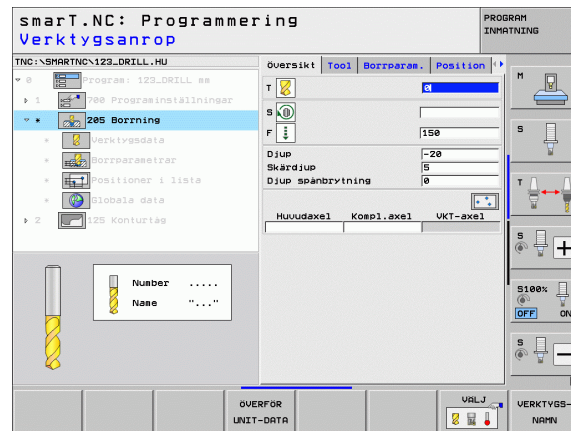 smarT.NC: Programmering
Verktygsanrop
PROGRAM
INMATNING
TNC:\SMARTNC\123_DRILL.HU
0 Program: 123_DRILL mm
1 700 Programinställningar
* 205 Borrning
* Verktygsdata
* Borrparametrar
* Positioner i lista
* Globala data
2 125 Konturtåg
Number .....
Name "..."
översikt Tool Borrparam. Position
T 0
S
F 150
Djup -20
Skärdjup 5
Djup spånbrytning 0
Huvudaxel Kompl.axel VKT-axel
M
S
T
S
S100%
OFF ON
S
ÖVERFÖR
UNIT-DATA
VÄLJ
VERKTYGS-
NAMN